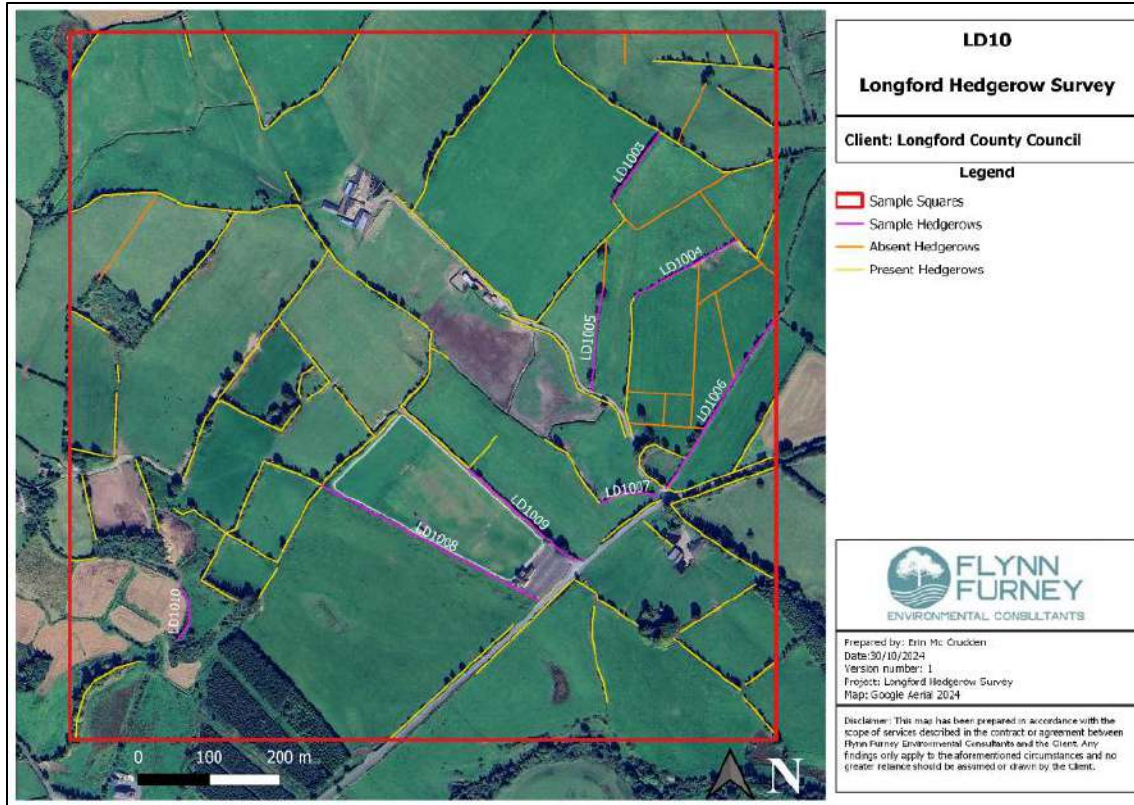 LD10
Longford Hedgerow Survey
Client: Longford County Council
Legend
Sample Squares
Sample Hedgerows
Absent Hedgerows
Present Hedgerows
LD1003
LD1004
LD1005
LD1006
LD1007
LD1009
LD1008
LD1010
0 100 200 m
N
FLYNN
FURNEY
ENVIRONMENTAL CONSULTANTS
Prepared by: Erin Mc Crudden
Date:30/10/2024
Version number: 1
Project: Longford Hedgerow Survey
Map: Google Aerial 2024
Disclaimer: This map has been prepared in accordance with the
scope of services described in the contract or agreement between
Flynn Furney Environmental Consultants and the Client. Any
findings only apply to the aforementioned circumstances and no
greater reliance should be assumed or drawn by the Client.